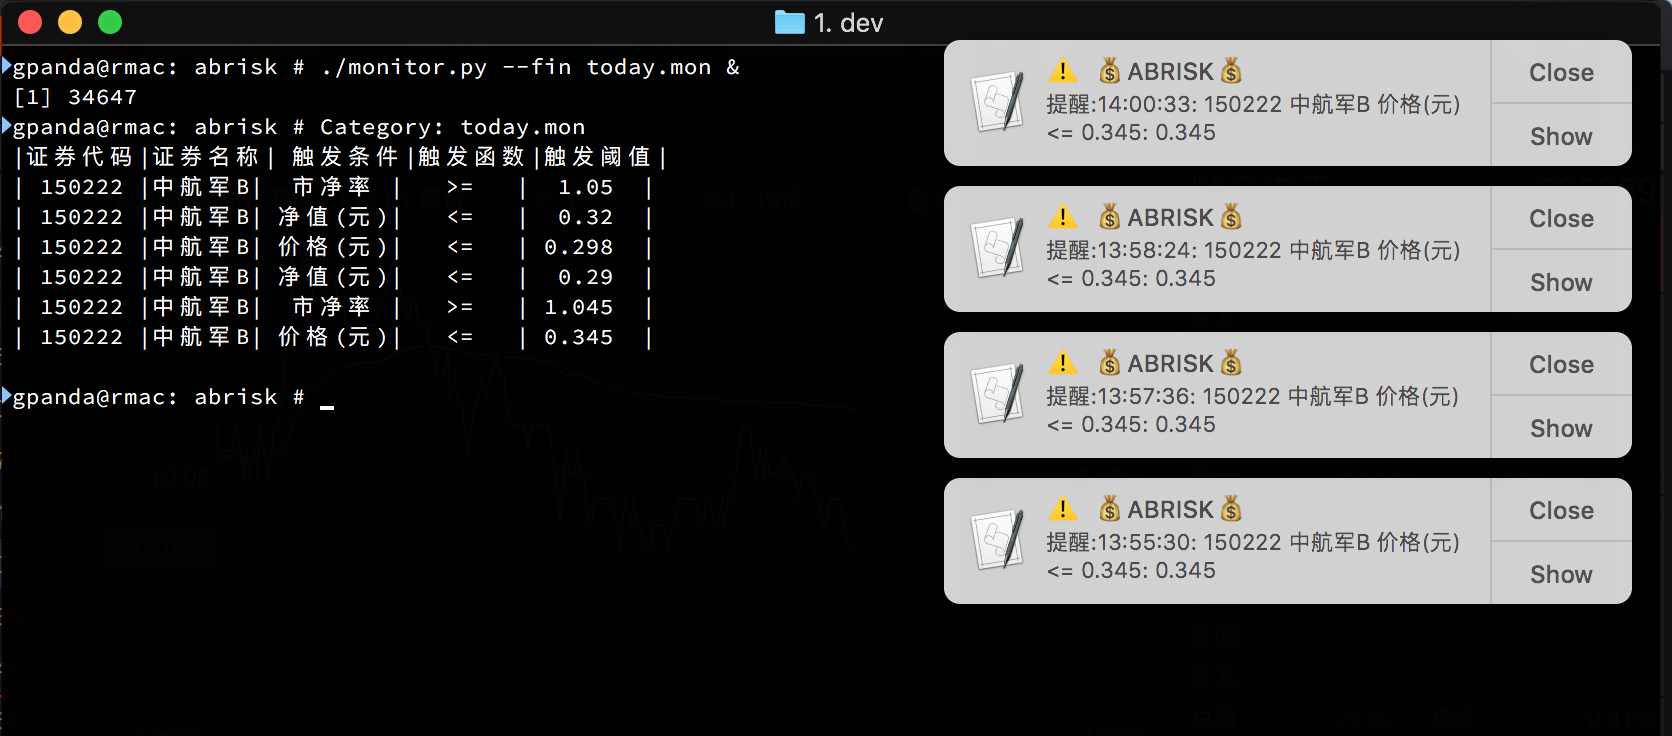 1. dev
gpanda@rmac: abrisk # ./monitor.py --fin today.mon &
[1] 34647
gpanda@rmac: abrisk # Category: today.mon
|证券代码|证券名称| 触发条件|触发函数|触发阈值|
| 150222 |中航军B| 市净率 | >= | 1.05 |
| 150222 |中航军B| 净值(元)| <= | 0.32 |
| 150222 |中航军B| 价格(元)| <= | 0.298 |
| 150222 |中航军B| 净值(元)| <= | 0.29 |
| 150222 |中航军B| 市净率 | >= | 1.045 |
| 150222 |中航军B| 价格(元)| <= | 0.345 |
gpanda@rmac: abrisk #
⚠️ 💰ABRISK💰
提醒:14:00:33: 150222 中航军B 价格(元)
<= 0.345: 0.345
Close
Show
⚠️ 💰ABRISK💰
提醒:13:58:24: 150222 中航军B 价格(元)
<= 0.345: 0.345
Close
Show
⚠️ 💰ABRISK💰
提醒:13:57:36: 150222 中航军B 价格(元)
<= 0.345: 0.345
Close
Show
⚠️ 💰ABRISK💰
提醒:13:55:30: 150222 中航军B 价格(元)
<= 0.345: 0.345
Close
Show
10.08
买四
买五
总量